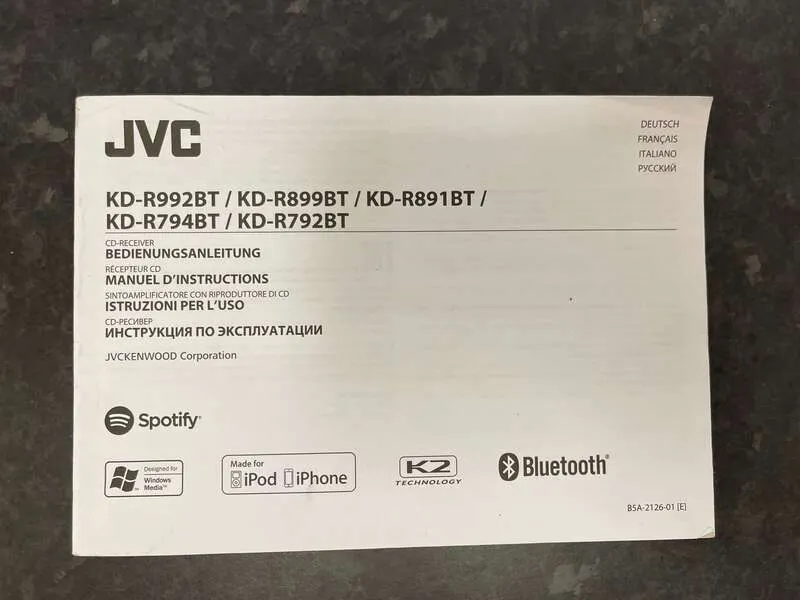 JVC
DEUTSCH
FRANÇAIS
ITALIANO
РУССКИЙ
KD-R992BT / KD-R899BT / KD-R891BT /
KD-R794BT / KD-R792BT
CD-RECEIVER
BEDIENUNGSANLEITUNG
RÉCEPTEUR CD
MANUEL D'INSTRUCTIONS
SINTOAMPLIFICATORE CON RIPRODUTTORE DI CD
ISTRUZIONI PER L'USO
CD-РЕСИВЕР
ИНСТРУКЦИЯ ПО ЭКСПЛУАТАЦИИ
JVCKENWOOD Corporation
Spotify®
Designed for
Windows
Media™
Made for
iPod iPhone
K2
TECHNOLOGY
Bluetooth®
B5A-2126-01 [E]